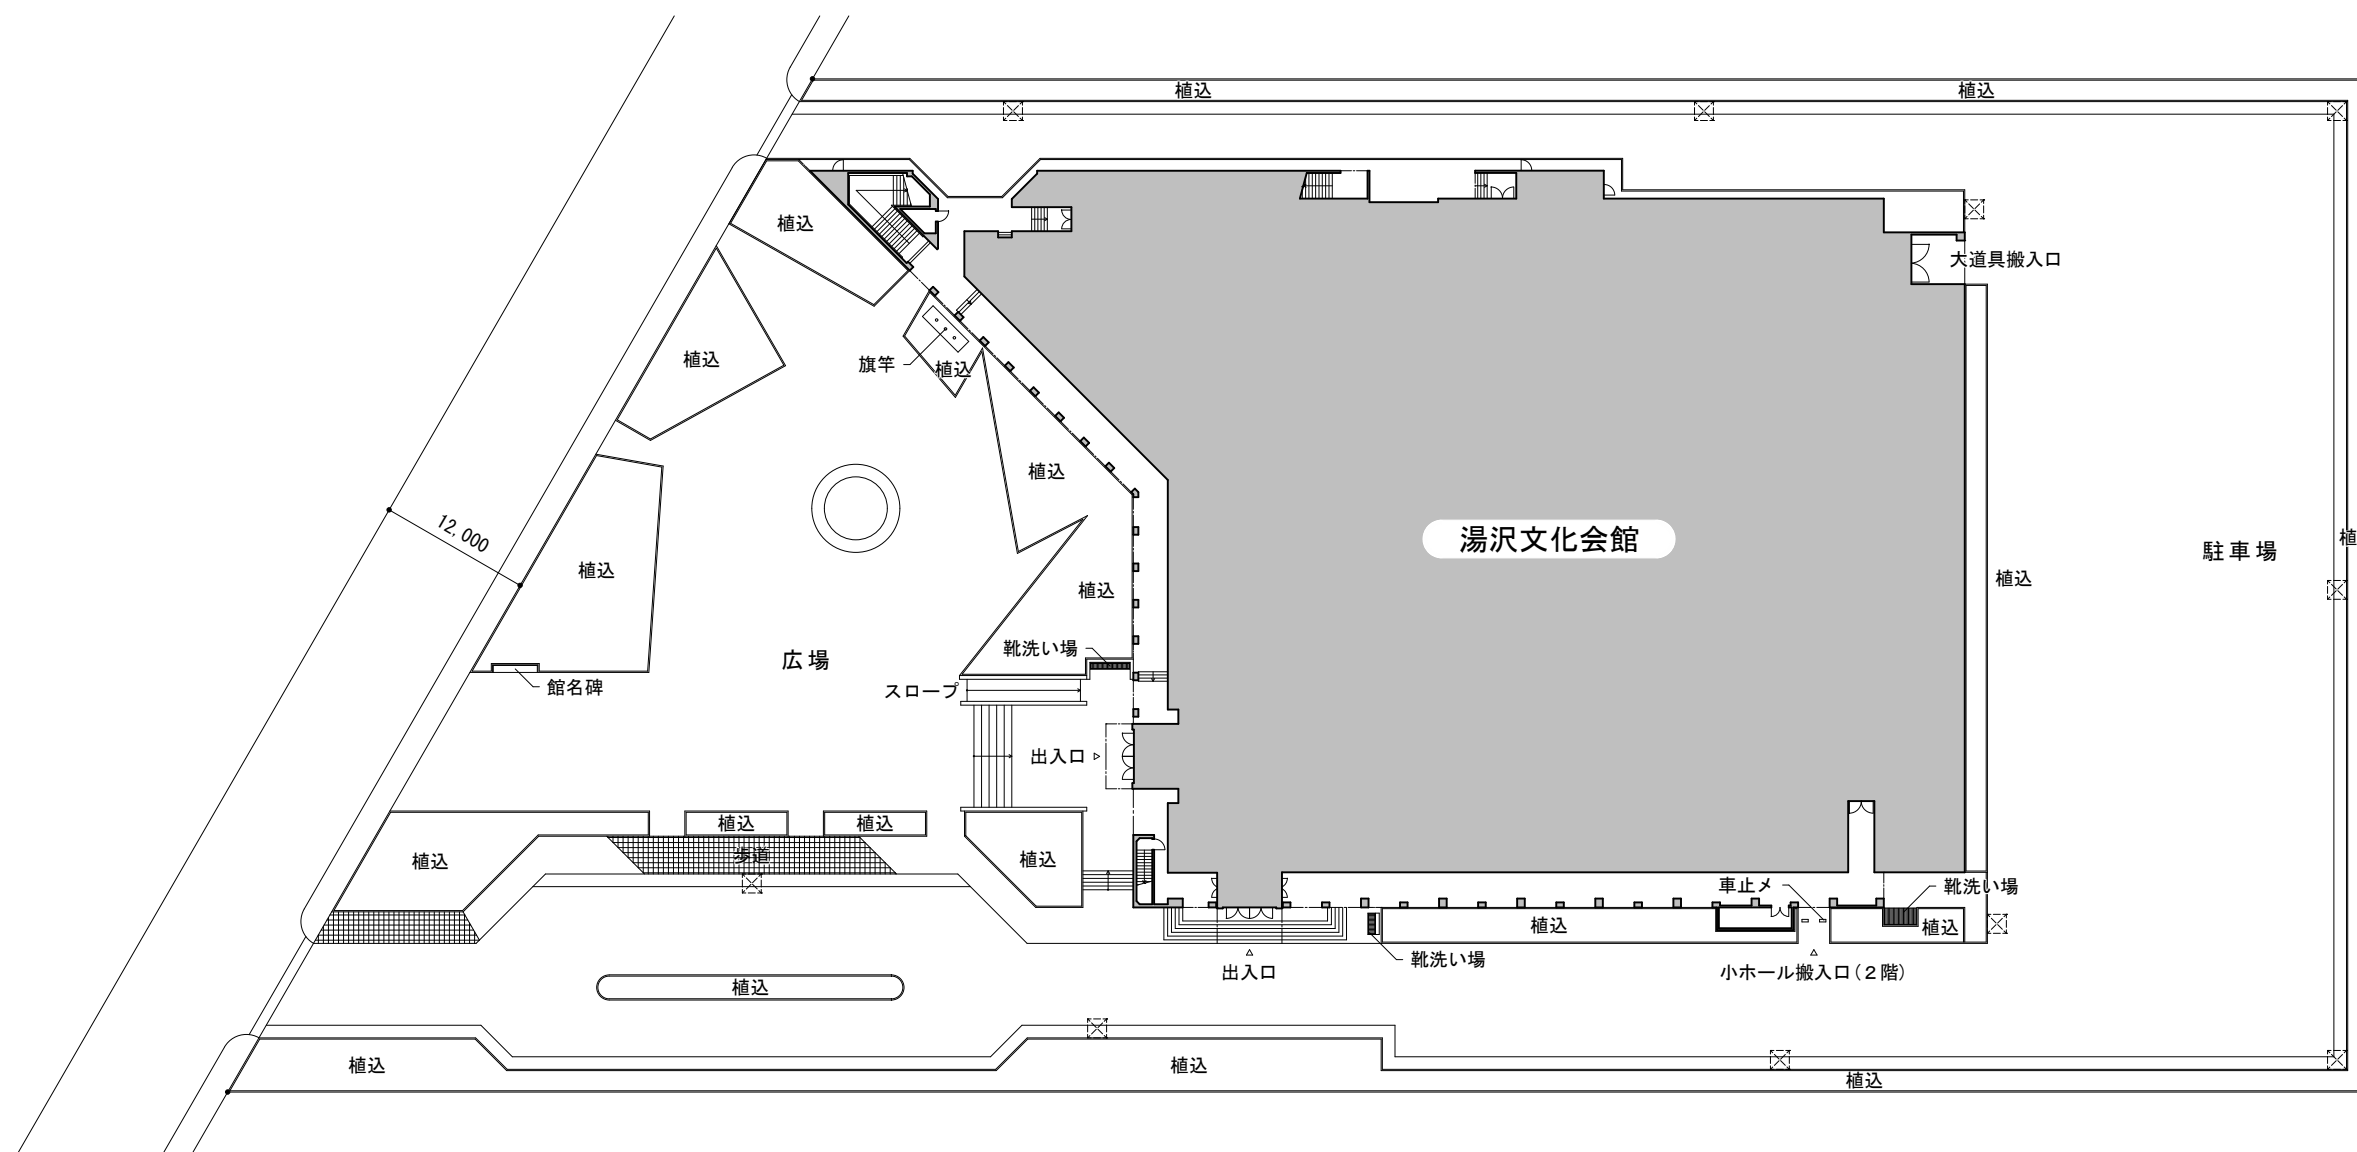 植込
植込
植込
大道具搬入口
植込
旗竿
植込
植込
12,000
湯沢文化会館
植
駐車場
植込
植込
植込
広場
靴洗い場
館名碑
スロープ
出入口
植込
植込
植込
歩道
植込
車止メ
靴洗い場
植込
植込
靴洗い場
出入口
小ホール搬入口(2階)
植込
植込
植込
植込